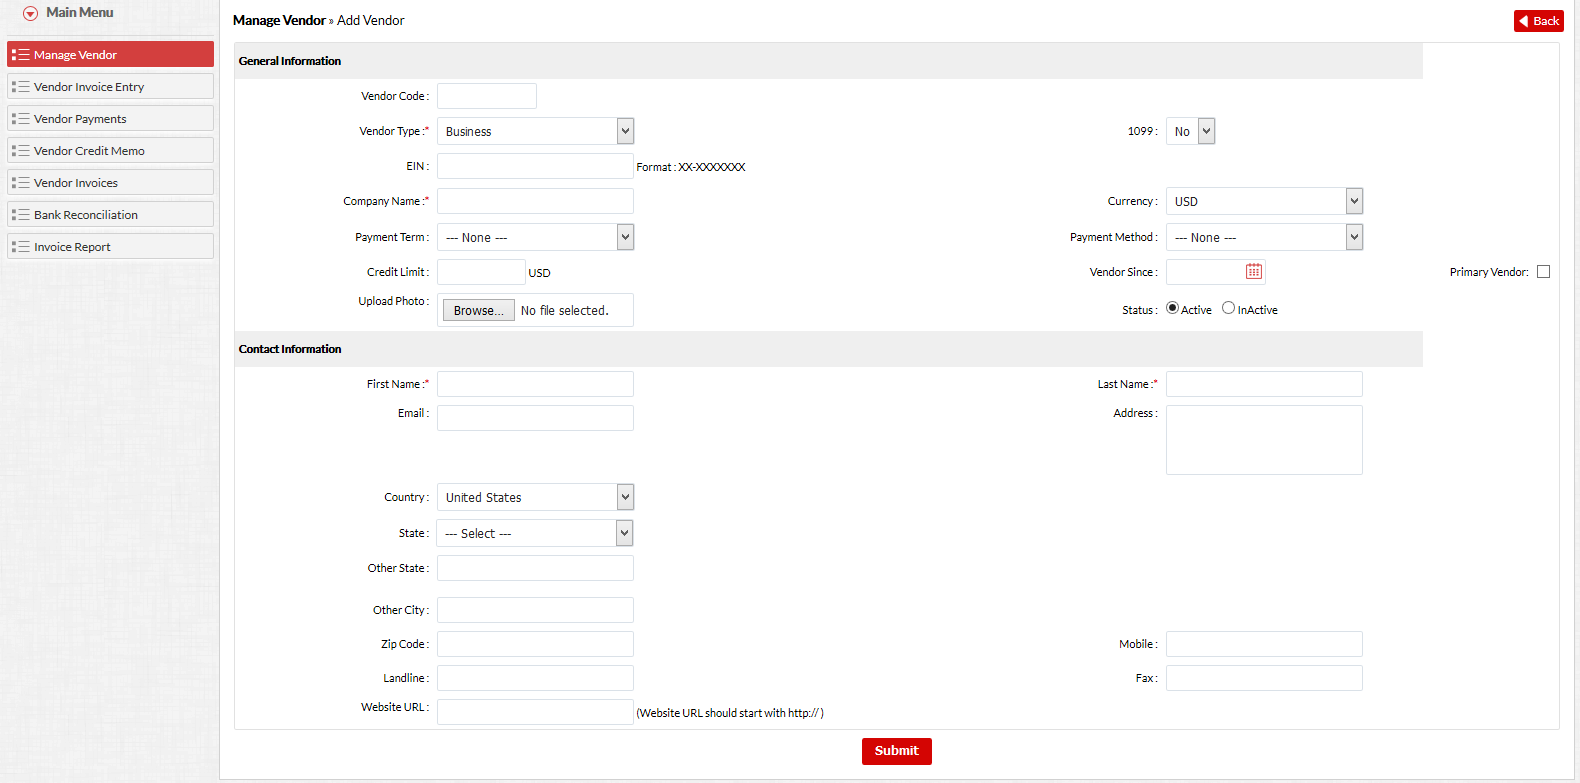 Main Menu
Manage Vendor
Vendor Invoice Entry
Vendor Payments
Vendor Credit Memo
Vendor Invoices
Bank Reconciliation
Invoice Report
Manage Vendor » Add Vendor
Back
General Information
Vendor Code :
Vendor Type :* Business 1099 : No
EIN : Format : XX-XXXXXXX
Company Name :* Currency : USD
Payment Term : --- None --- Payment Method : --- None ---
Credit Limit : USD Vendor Since : Primary Vendor:
Upload Photo : Browse... No file selected. Status : Active InActive
Contact Information
First Name :* Last Name :*
Email : Address :
Country : United States
State : --- Select ---
Other State :
Other City :
Zip Code : Mobile :
Landline : Fax :
Website URL : (Website URL should start with http:// )
Submit